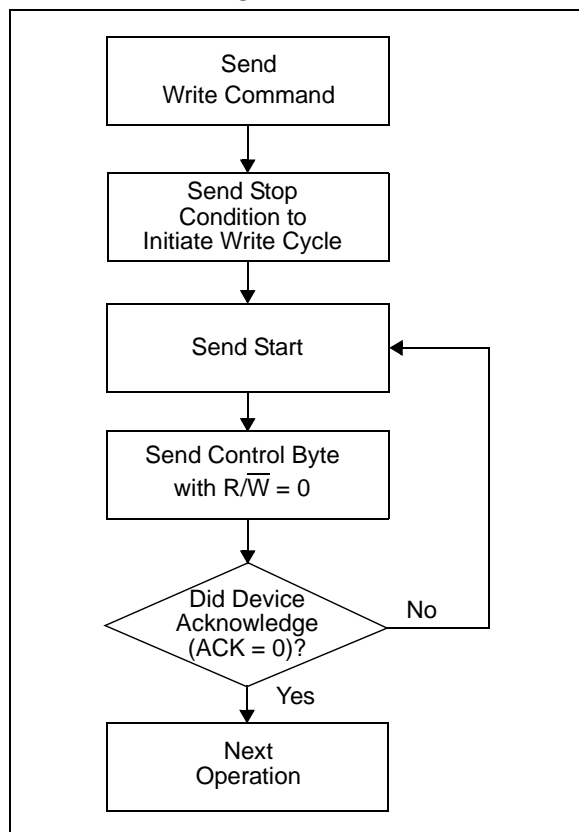 Send
Write Command
Send Stop
Condition to
Initiate Write Cycle
Send Start
Send Control Byte
with R/W̅ = 0
Did Device
Acknowledge
(ACK = 0)?
No
Yes
Next
Operation